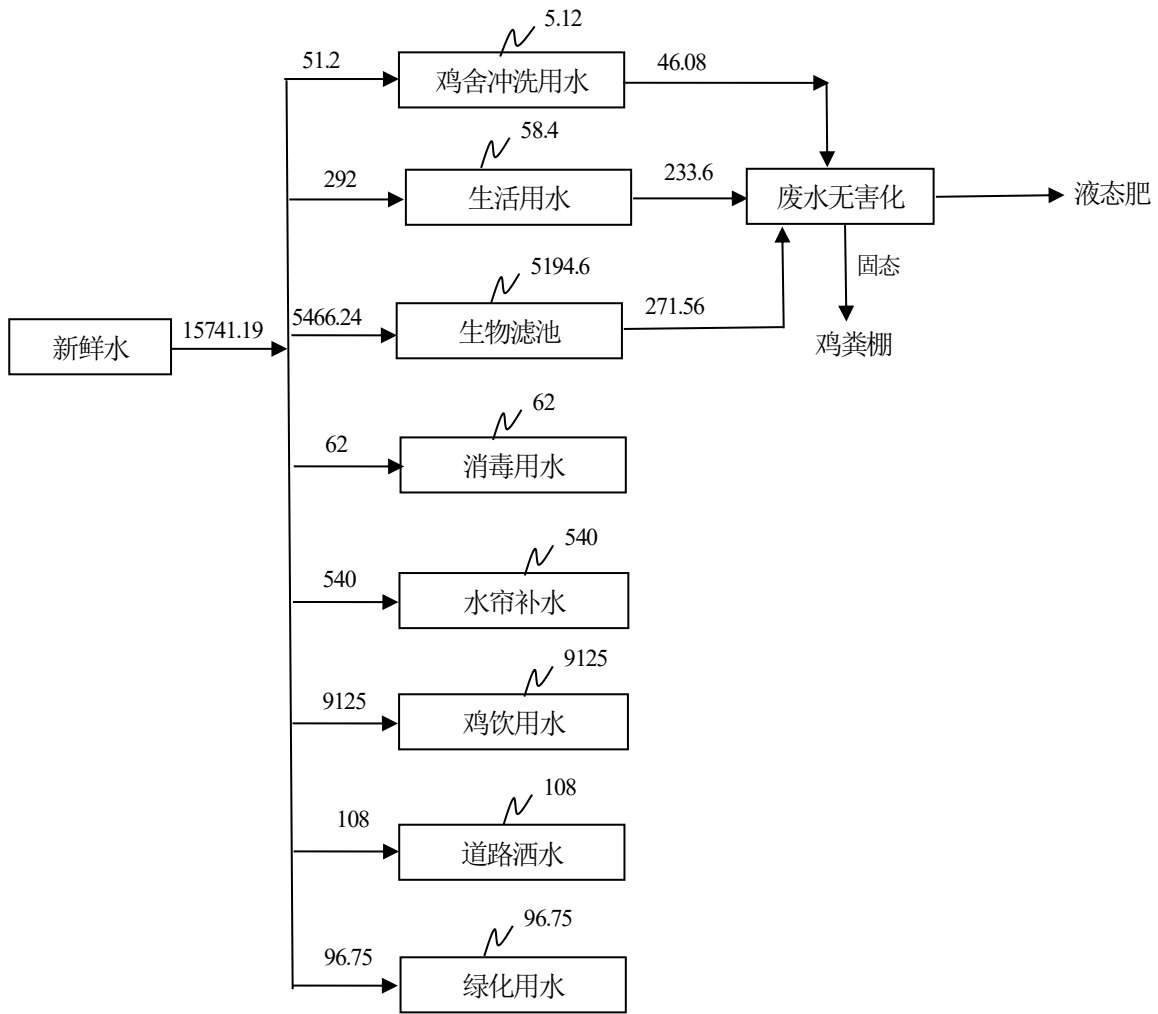 5.12
51.2
鸡舍冲洗用水
46.08
58.4
292
生活用水
233.6
废水无害化
液态肥
固态
鸡粪棚
5194.6
5466.24
生物滤池
271.56
新鲜水
15741.19
62
62
消毒用水
540
540
水帘补水
9125
9125
鸡饮用水
108
108
道路洒水
96.75
96.75
绿化用水